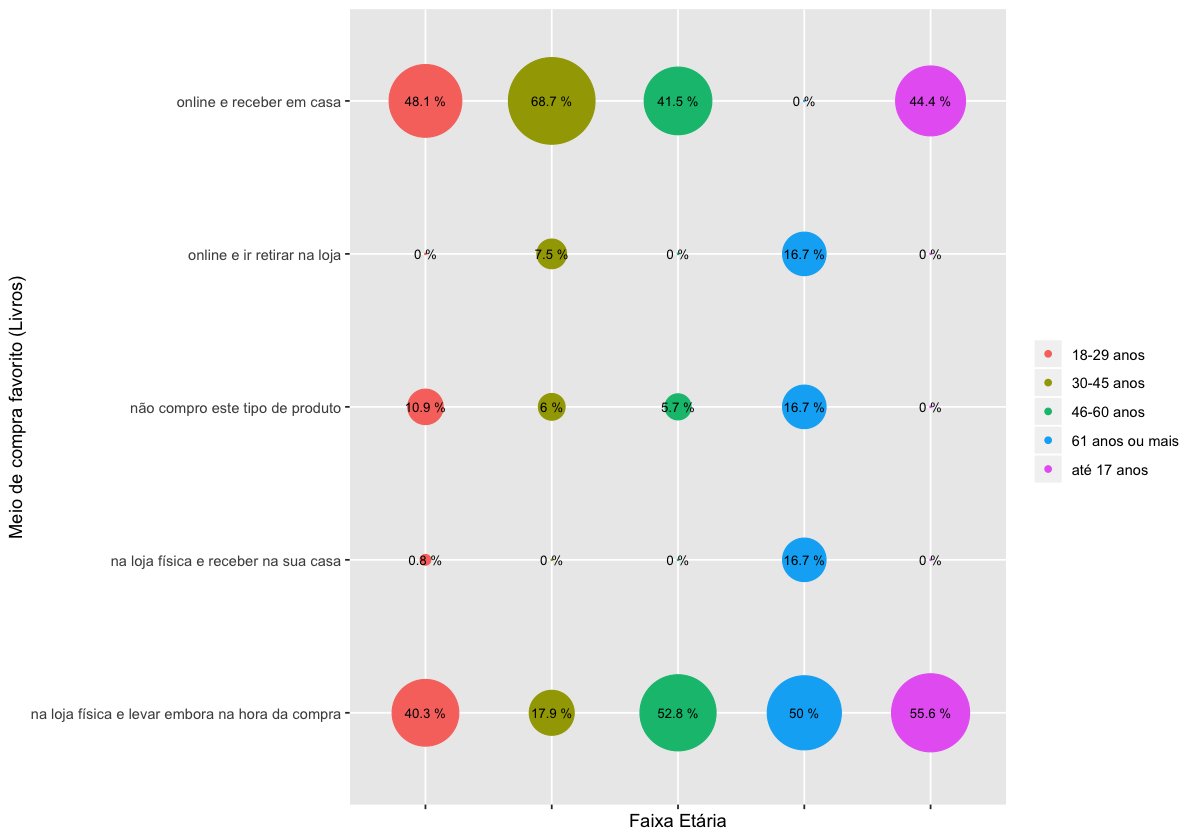 online e receber em casa
48.1 %
68.7 %
41.5 %
0 %
44.4 %
online e ir retirar na loja
0 %
7.5 %
0 %
16.7 %
0 %
não compro este tipo de produto
10.9 %
6 %
5.7 %
16.7 %
0 %
na loja física e receber na sua casa
0.8 %
0 %
0 %
16.7 %
0 %
na loja física e levar embora na hora da compra
40.3 %
17.9 %
52.8 %
50 %
55.6 %
Meio de compra favorito (Livros)
Faixa Etária
18-29 anos
30-45 anos
46-60 anos
61 anos ou mais
até 17 anos